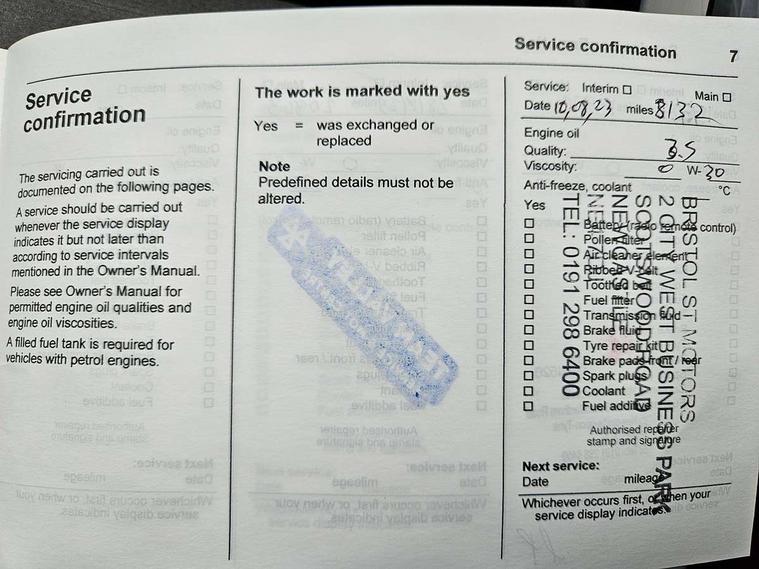 Service confirmation 7
Service
confirmation
The servicing carried out is
documented on the following pages.
A service should be carried out
whenever the service display
indicates it but not later than
according to service intervals
mentioned in the Owner's Manual.
Please see Owner's Manual for
permitted engine oil qualities and
engine oil viscosities.
A filled fuel tank is required for
vehicles with petrol engines.
The work is marked with yes
Yes = was exchanged or
replaced
Note
Predefined details must not be
altered.
Service: Interim ☐ Main ☐
Date 10,08,23 miles 8132
Engine oil
Quality: 3.5
Viscosity: 0 W-30
Anti-freeze, coolant °C
Yes
☐ Battery (radio remote control)
☐ Pollen filter
☐ Air cleaner element
☐ Ribbed V-belt
☐ Toothed belt
☐ Fuel filter
☐ Transmission fluid
☐ Brake fluid
☐ Tyre repair kit
☐ Brake pads front / rear
☐ Spark plugs
☐ Coolant
☐ Fuel additive
Authorised repairer
stamp and signature
Next service:
Date mileage
Whichever occurs first, or when your
service display indicates.
BRISTOL ST MOTORS
2 OTT WEST BUSINESS PARK
SCOTSWOOD ROAD
TEL: 0191 298 6400